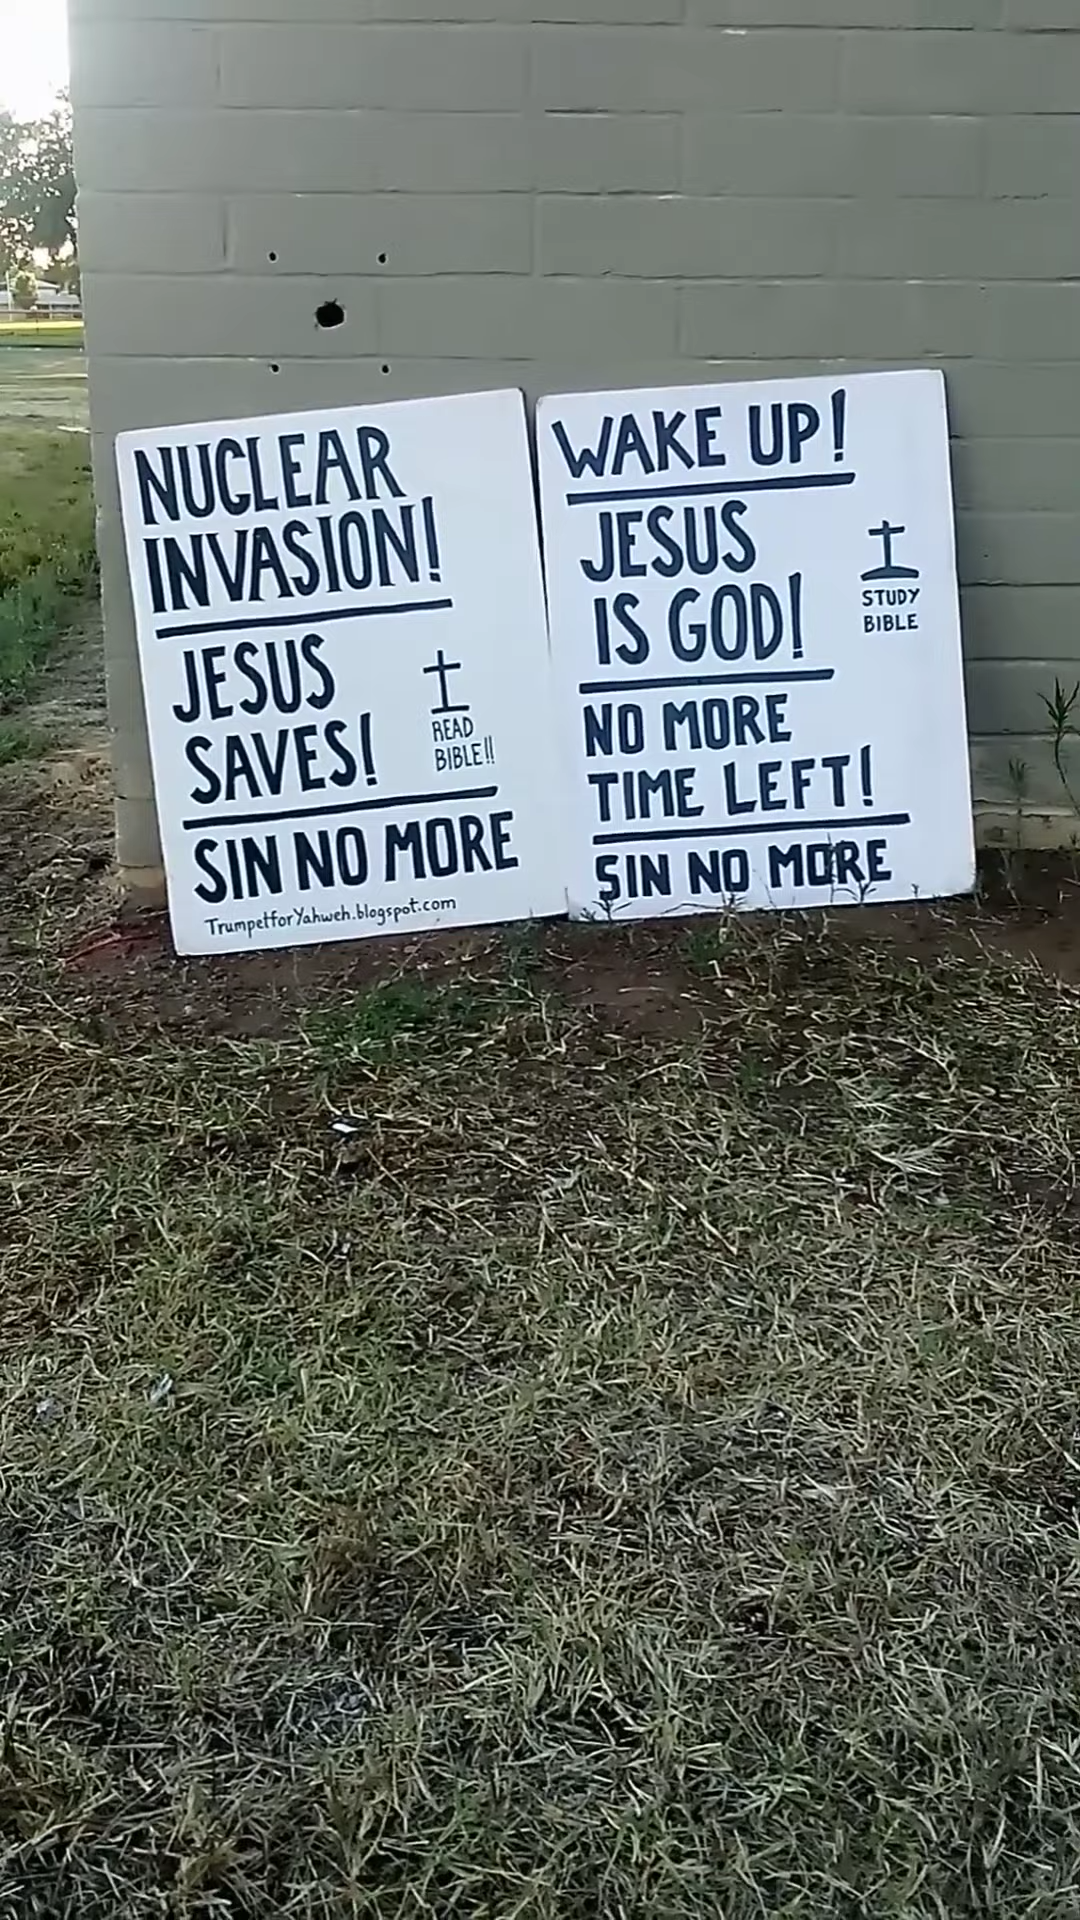 NUCLEAR
INVASION!
JESUS
SAVES!
READ
BIBLE!!
SIN NO MORE
TrumpetforYahweh.blogspot.com
WAKE UP!
JESUS
IS GOD!
STUDY
BIBLE
NO MORE
TIME LEFT!
SIN NO MORE